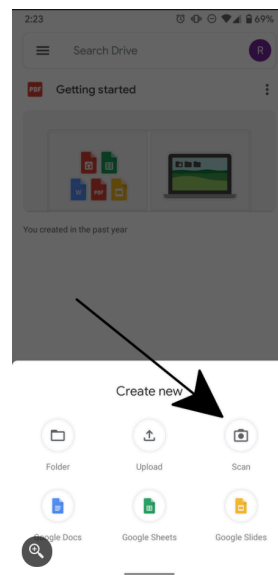 2:23 69%
Search Drive R
PDF Getting started
You created in the past year
Create new
Folder Upload Scan
Google Docs Google Sheets Google Slides